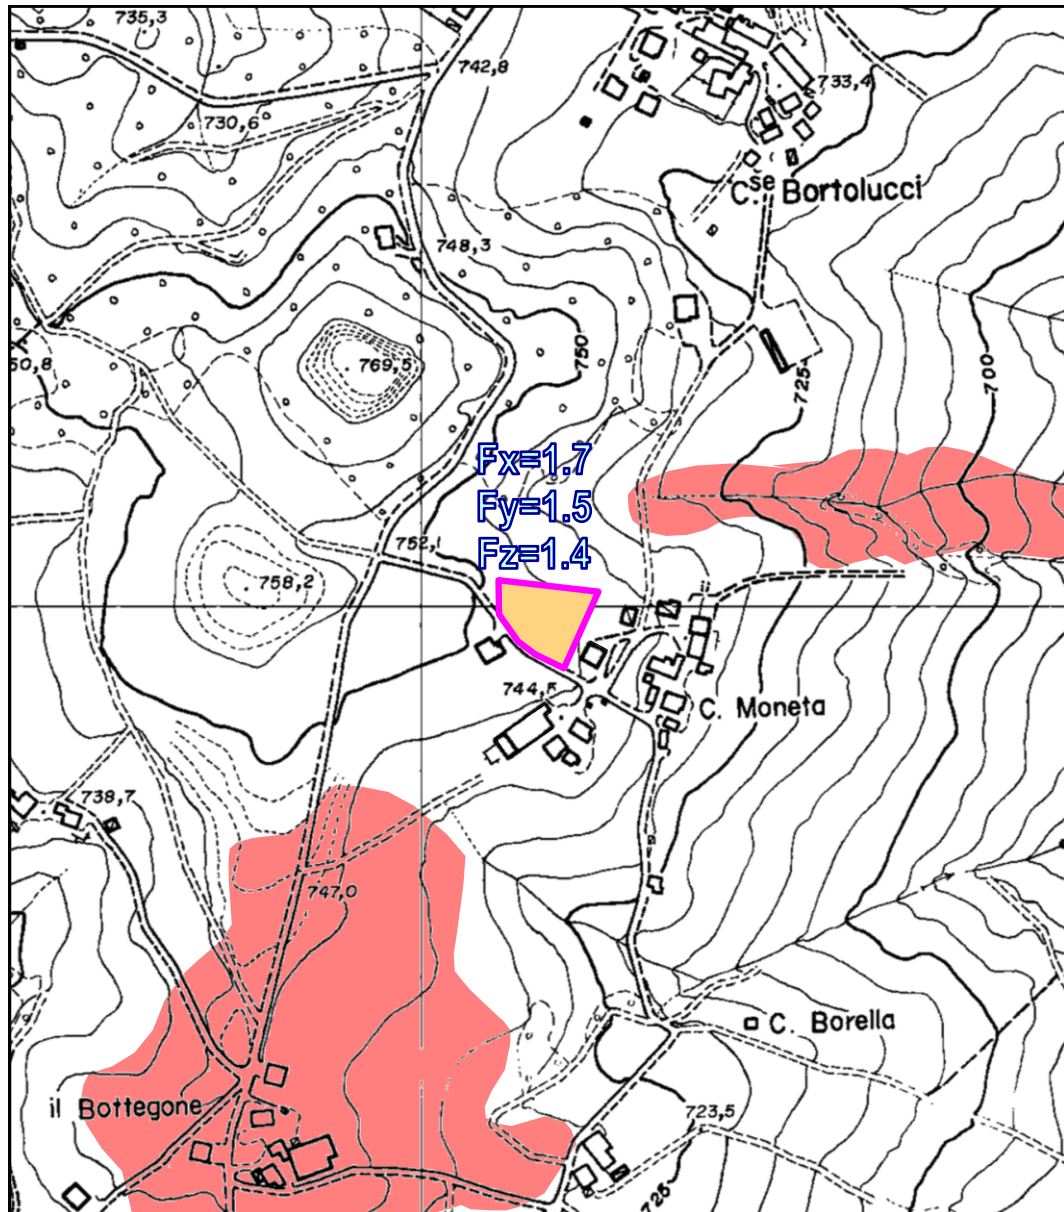 735,3
742,8
733,4
730,6
C.se Bortolucci
748,3
750
50,8
769,5
725
700
Fx=1.7
Fy=1.5
Fz=1.4
752,1
758,2
744,5
C. Moneta
738,7
747,0
C. Borella
il Bottegone
723,5
725